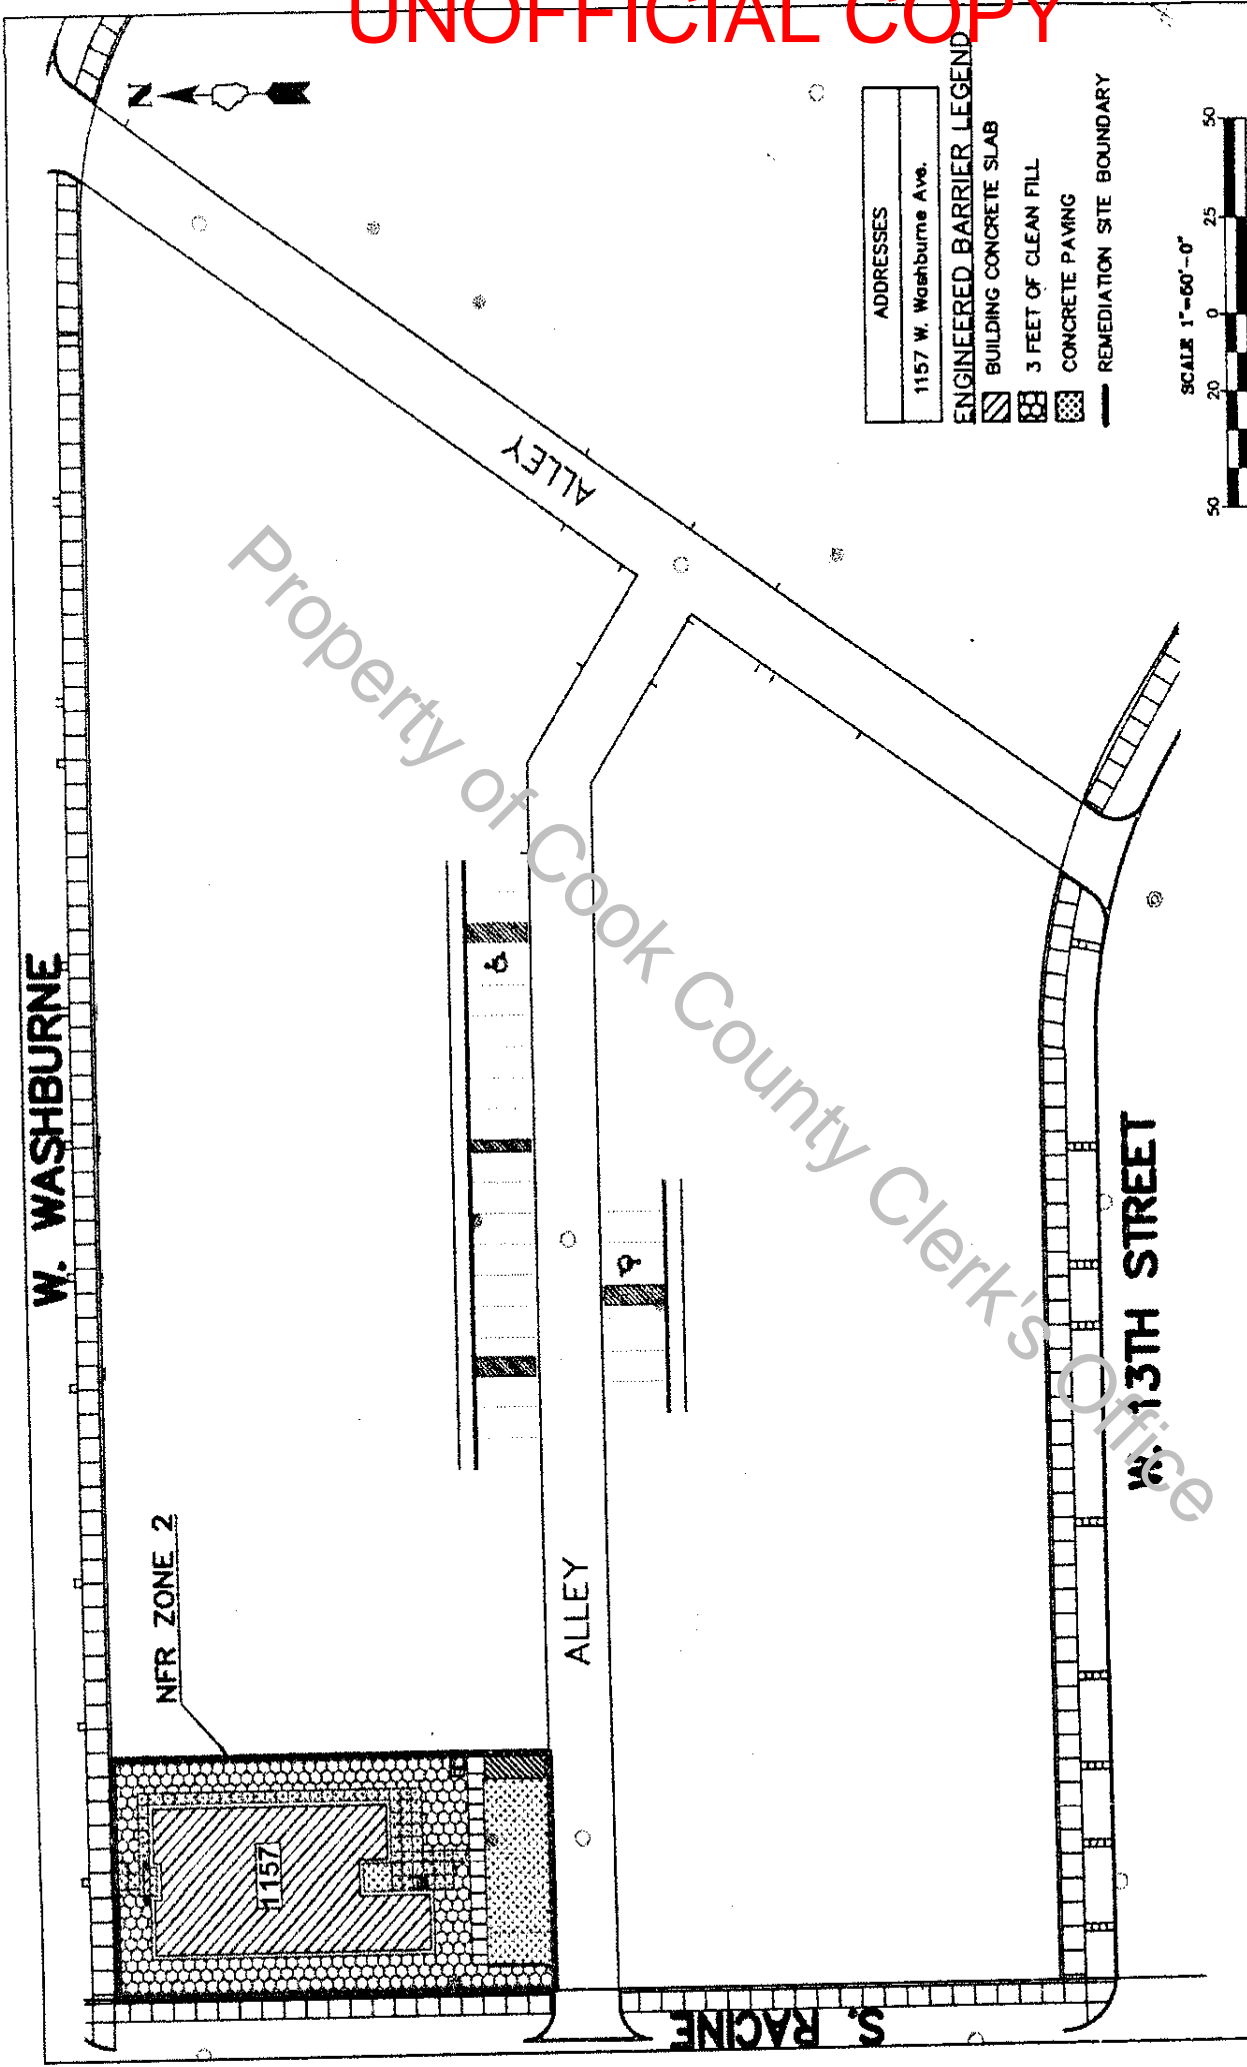 UNOFFICIAL COPY
N
W. WASHBURNE
NFR ZONE 2
1157
ALLEY
ALLEY
S. RACINE
W. 13TH STREET
ADDRESSES
1157 W. Washburne Ave.
ENGINEERED BARRIER LEGEND
BUILDING CONCRETE SLAB
3 FEET OF CLEAN FILL
CONCRETE PAVING
REMEDIATION SITE BOUNDARY
SCALE 1"=60'-0"
50 20 0 25 50
Property of Cook County Clerk's Office